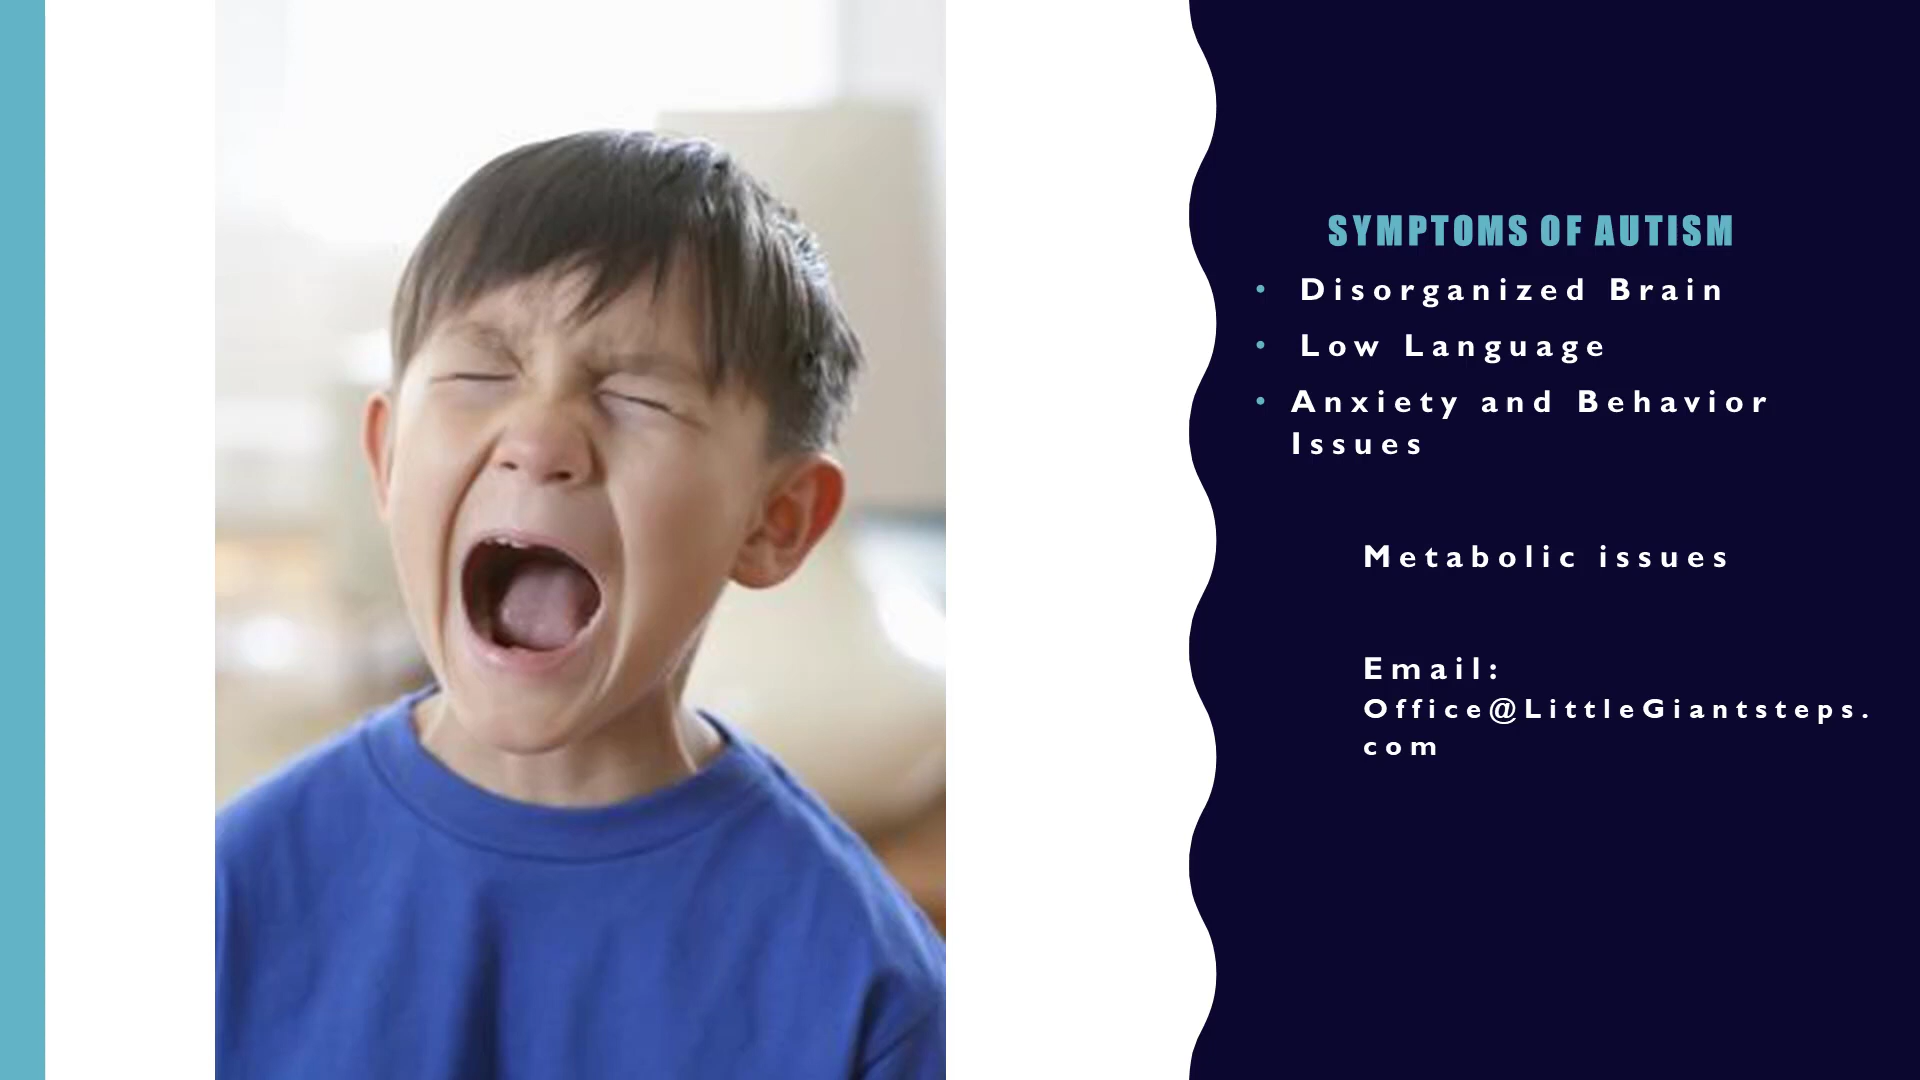 SYMPTOMS OF AUTISM
• Disorganized Brain
• Low Language
• Anxiety and Behavior
Issues
Metabolic issues
Email:
Office@LittleGiantsteps.
com